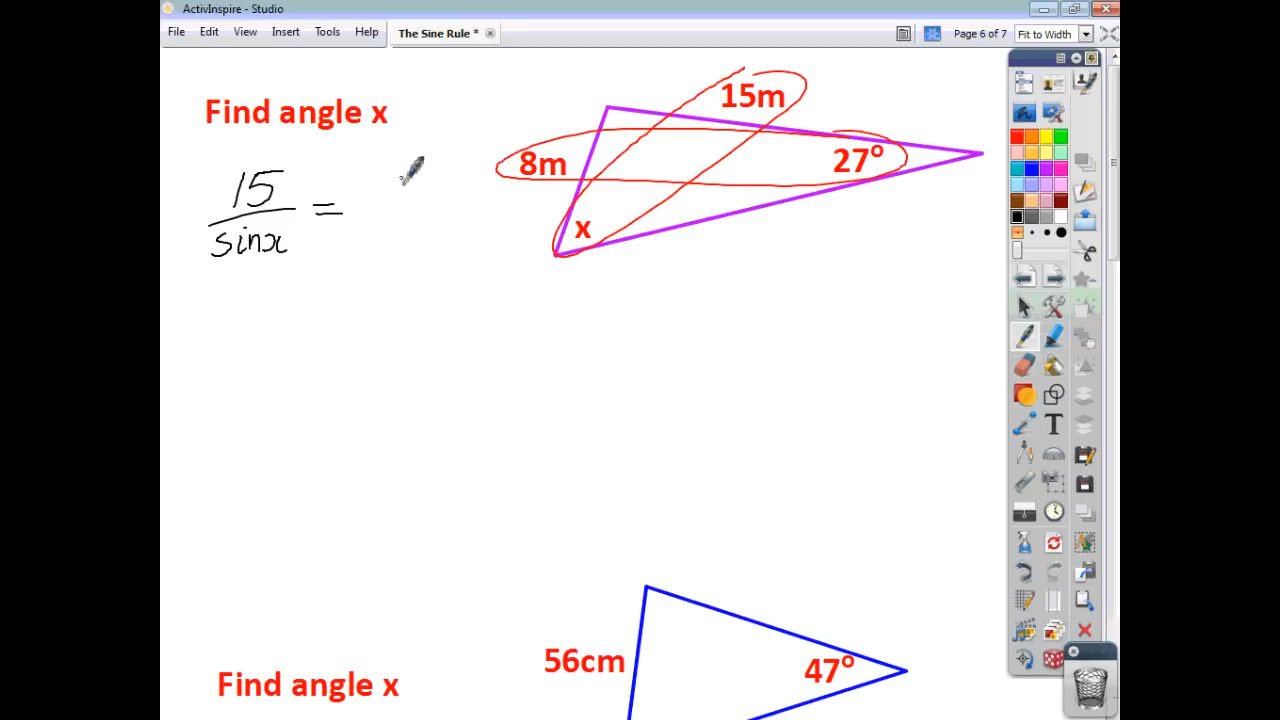 ActivInspire - Studio
File Edit View Insert Tools Help
The Sine Rule *
Page 6 of 7
Fit to Width
Find angle x
15m
8m
27°
x
15
sinx
=
56cm
47°
Find angle x